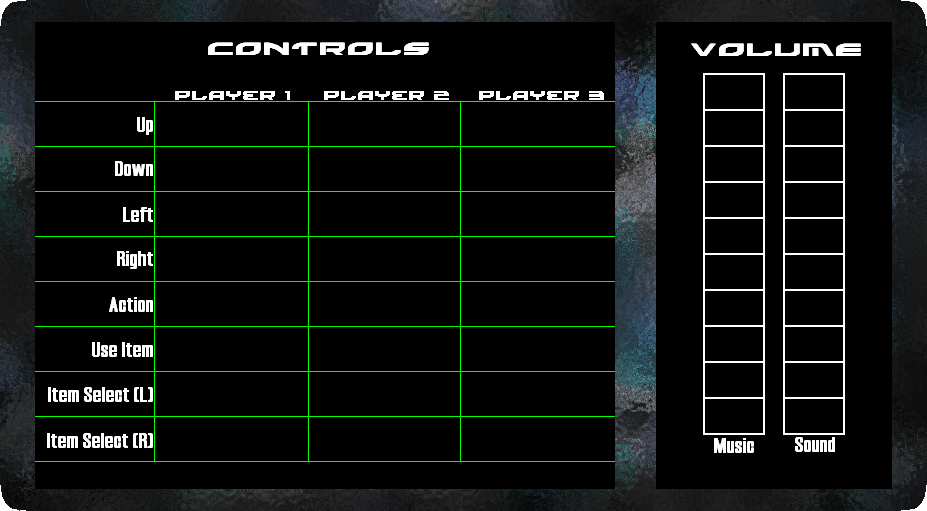 CONTROLS
PLAYER 1 PLAYER 2 PLAYER 3
Up
Down
Left
Right
Action
Use Item
Item Select (L)
Item Select (R)
VOLUME
Music Sound